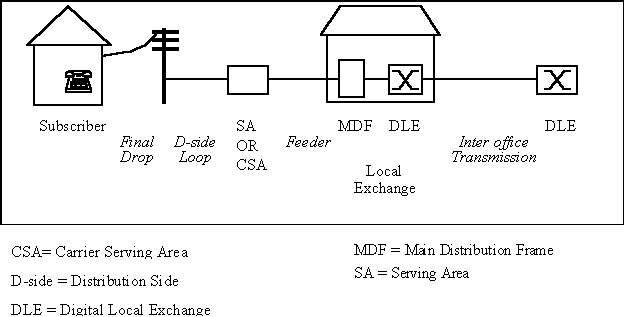 Subscriber
Final
Drop
D-side
Loop
SA
OR
CSA
Feeder
MDF
DLE
Local
Exchange
Inter office
Transmission
DLE
CSA= Carrier Serving Area
D-side = Distribution Side
DLE = Digital Local Exchange
MDF = Main Distribution Frame
SA = Serving Area